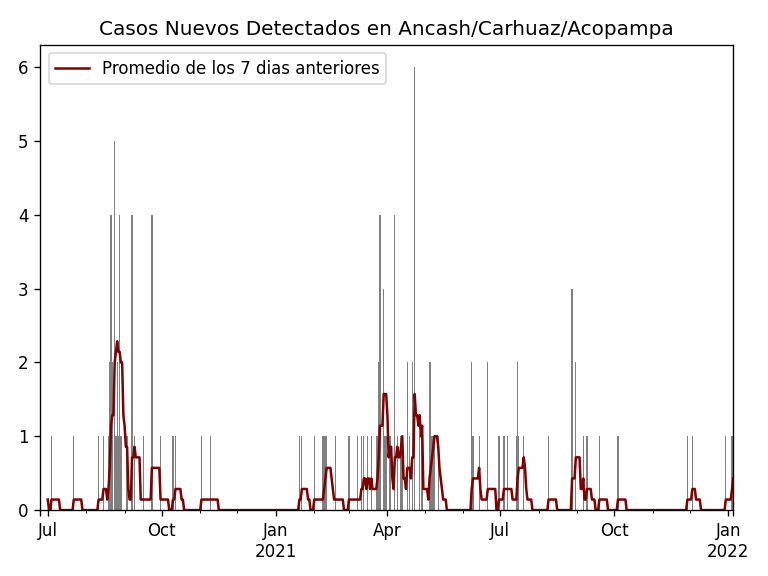 Casos Nuevos Detectados en Ancash/Carhuaz/Acopampa
Promedio de los 7 dias anteriores
6
5
4
3
2
1
0
Jul Oct Jan Apr Jul Oct Jan
2021 2022